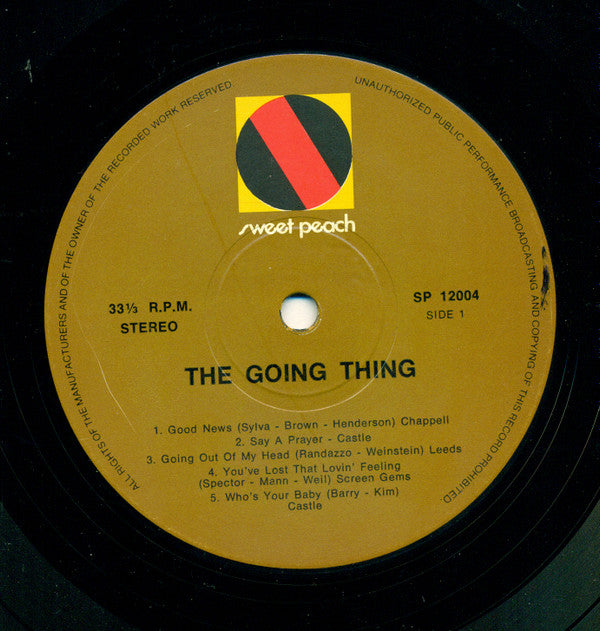 ALL RIGHTS OF THE MANUFACTURERS AND OF THE OWNER OF THE RECORDED WORK RESERVED.
UNAUTHORIZED PUBLIC PERFORMANCE, BROADCASTING AND COPYING OF THIS RECORD PROHIBITED
sweet peach
33⅓ R.P.M.
STEREO
SP 12004
SIDE 1
THE GOING THING
1. Good News (Sylva - Brown - Henderson) Chappell
2. Say A Prayer - Castle
3. Going Out Of My Head (Randazzo - Weinstein) Leeds
4. You've Lost That Lovin' Feeling
(Spector - Mann - Weil) Screen Gems
5. Who's Your Baby (Barry - Kim)
Castle